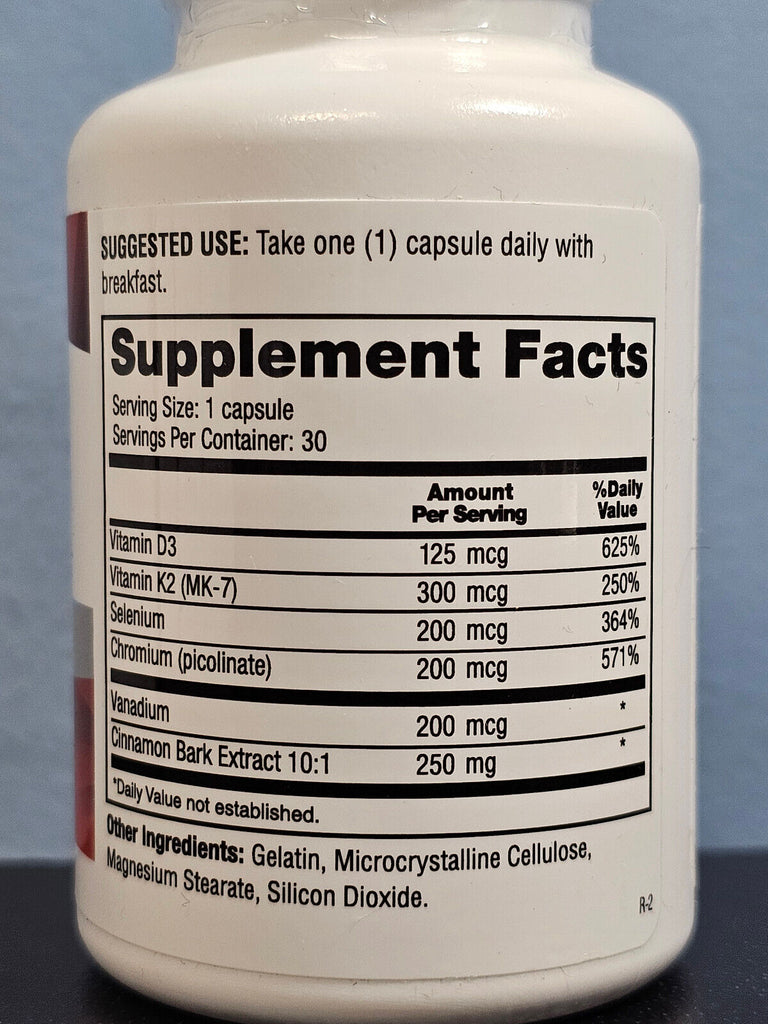 SUGGESTED USE: Take one (1) capsule daily with
breakfast.
Supplement Facts
Serving Size: 1 capsule
Servings Per Container: 30
Amount Per Serving %Daily Value
Vitamin D3 125 mcg 625%
Vitamin K2 (MK-7) 300 mcg 250%
Selenium 200 mcg 364%
Chromium (picolinate) 200 mcg 571%
Vanadium 200 mcg *
Cinnamon Bark Extract 10:1 250 mg *
*Daily Value not established.
Other Ingredients: Gelatin, Microcrystalline Cellulose,
Magnesium Stearate, Silicon Dioxide.
R-2